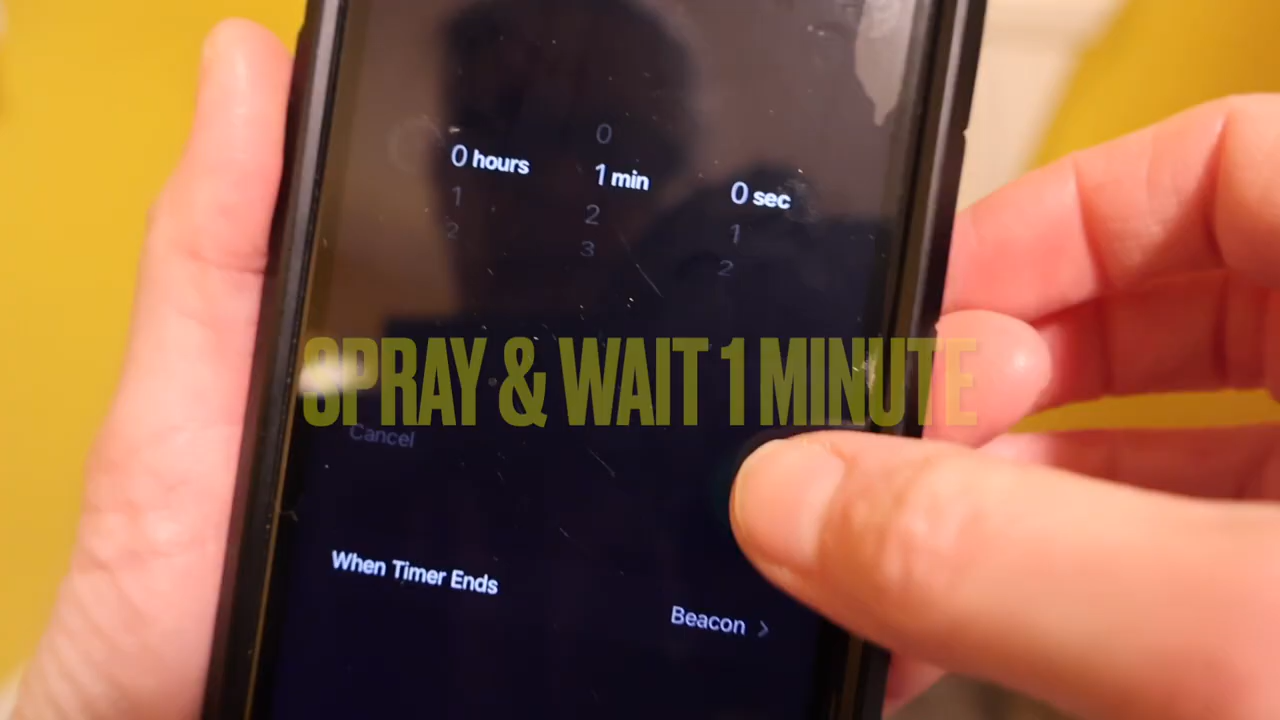 0
0 hours 1 min 0 sec
1 2 1
2 3 2
SPRAY & WAIT 1 MINUTE
Cancel
When Timer Ends
Beacon >